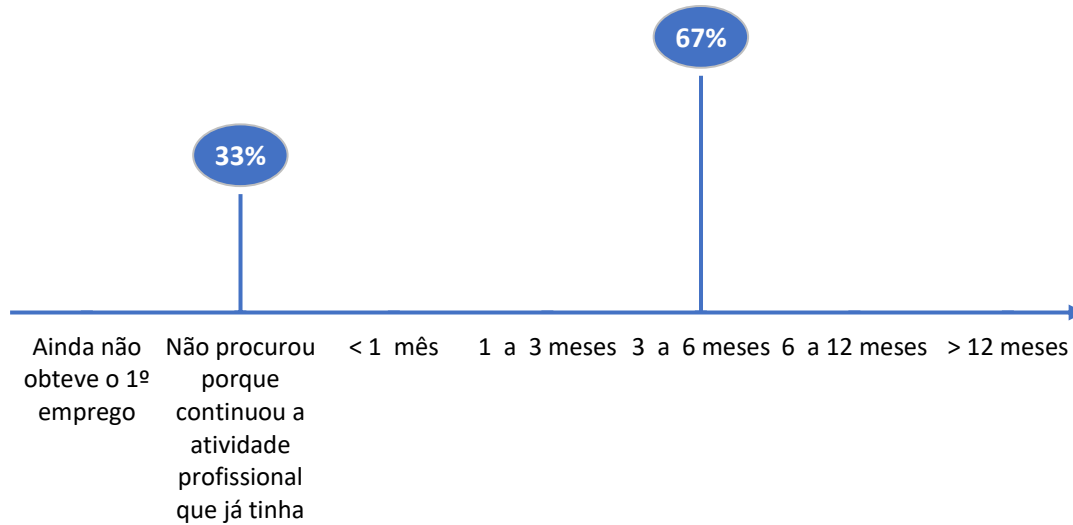 67%
33%
Ainda não
obteve o 1º
emprego
Não procurou
porque
continuou a
atividade
profissional
que já tinha
< 1 mês
1 a 3 meses
3 a 6 meses
6 a 12 meses
> 12 meses